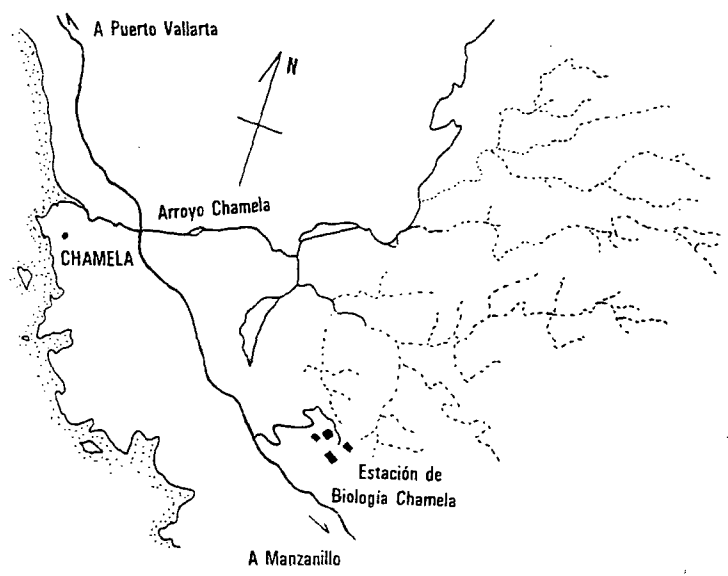 A Puerto Vallarta
N
Arroyo Chamela
CHAMELA
Estación de
Biología Chamela
A Manzanillo